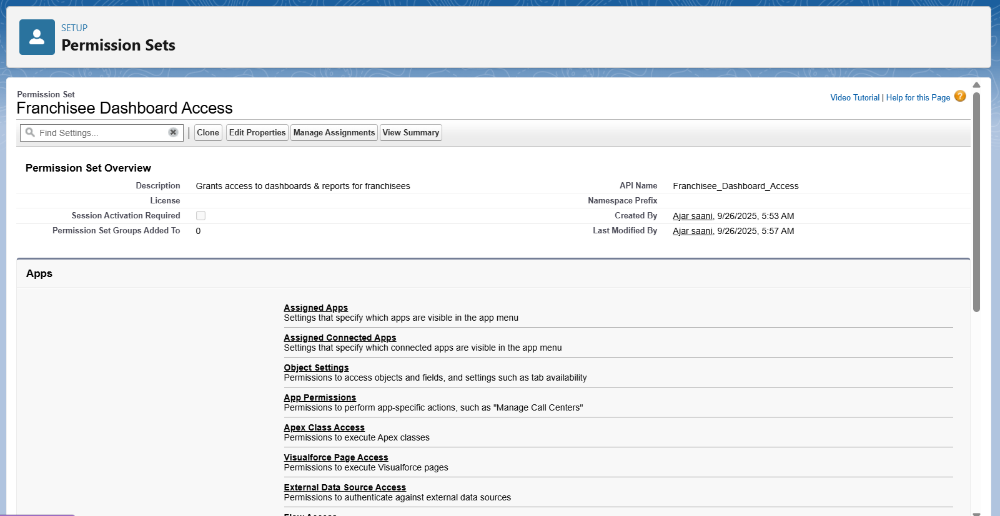 SETUP
Permission Sets
Permission Set
Franchisee Dashboard Access
Video Tutorial | Help for this Page ?
Find Settings... Clone Edit Properties Manage Assignments View Summary
Permission Set Overview
Description Grants access to dashboards & reports for franchisees API Name Franchisee_Dashboard_Access
License Namespace Prefix
Session Activation Required Created By Ajar saani, 9/26/2025, 5:53 AM
Permission Set Groups Added To 0 Last Modified By Ajar saani, 9/26/2025, 5:57 AM
Apps
Assigned Apps
Settings that specify which apps are visible in the app menu
Assigned Connected Apps
Settings that specify which connected apps are visible in the app menu
Object Settings
Permissions to access objects and fields, and settings such as tab availability
App Permissions
Permissions to perform app-specific actions, such as "Manage Call Centers"
Apex Class Access
Permissions to execute Apex classes
Visualforce Page Access
Permissions to execute Visualforce pages
External Data Source Access
Permissions to authenticate against external data sources